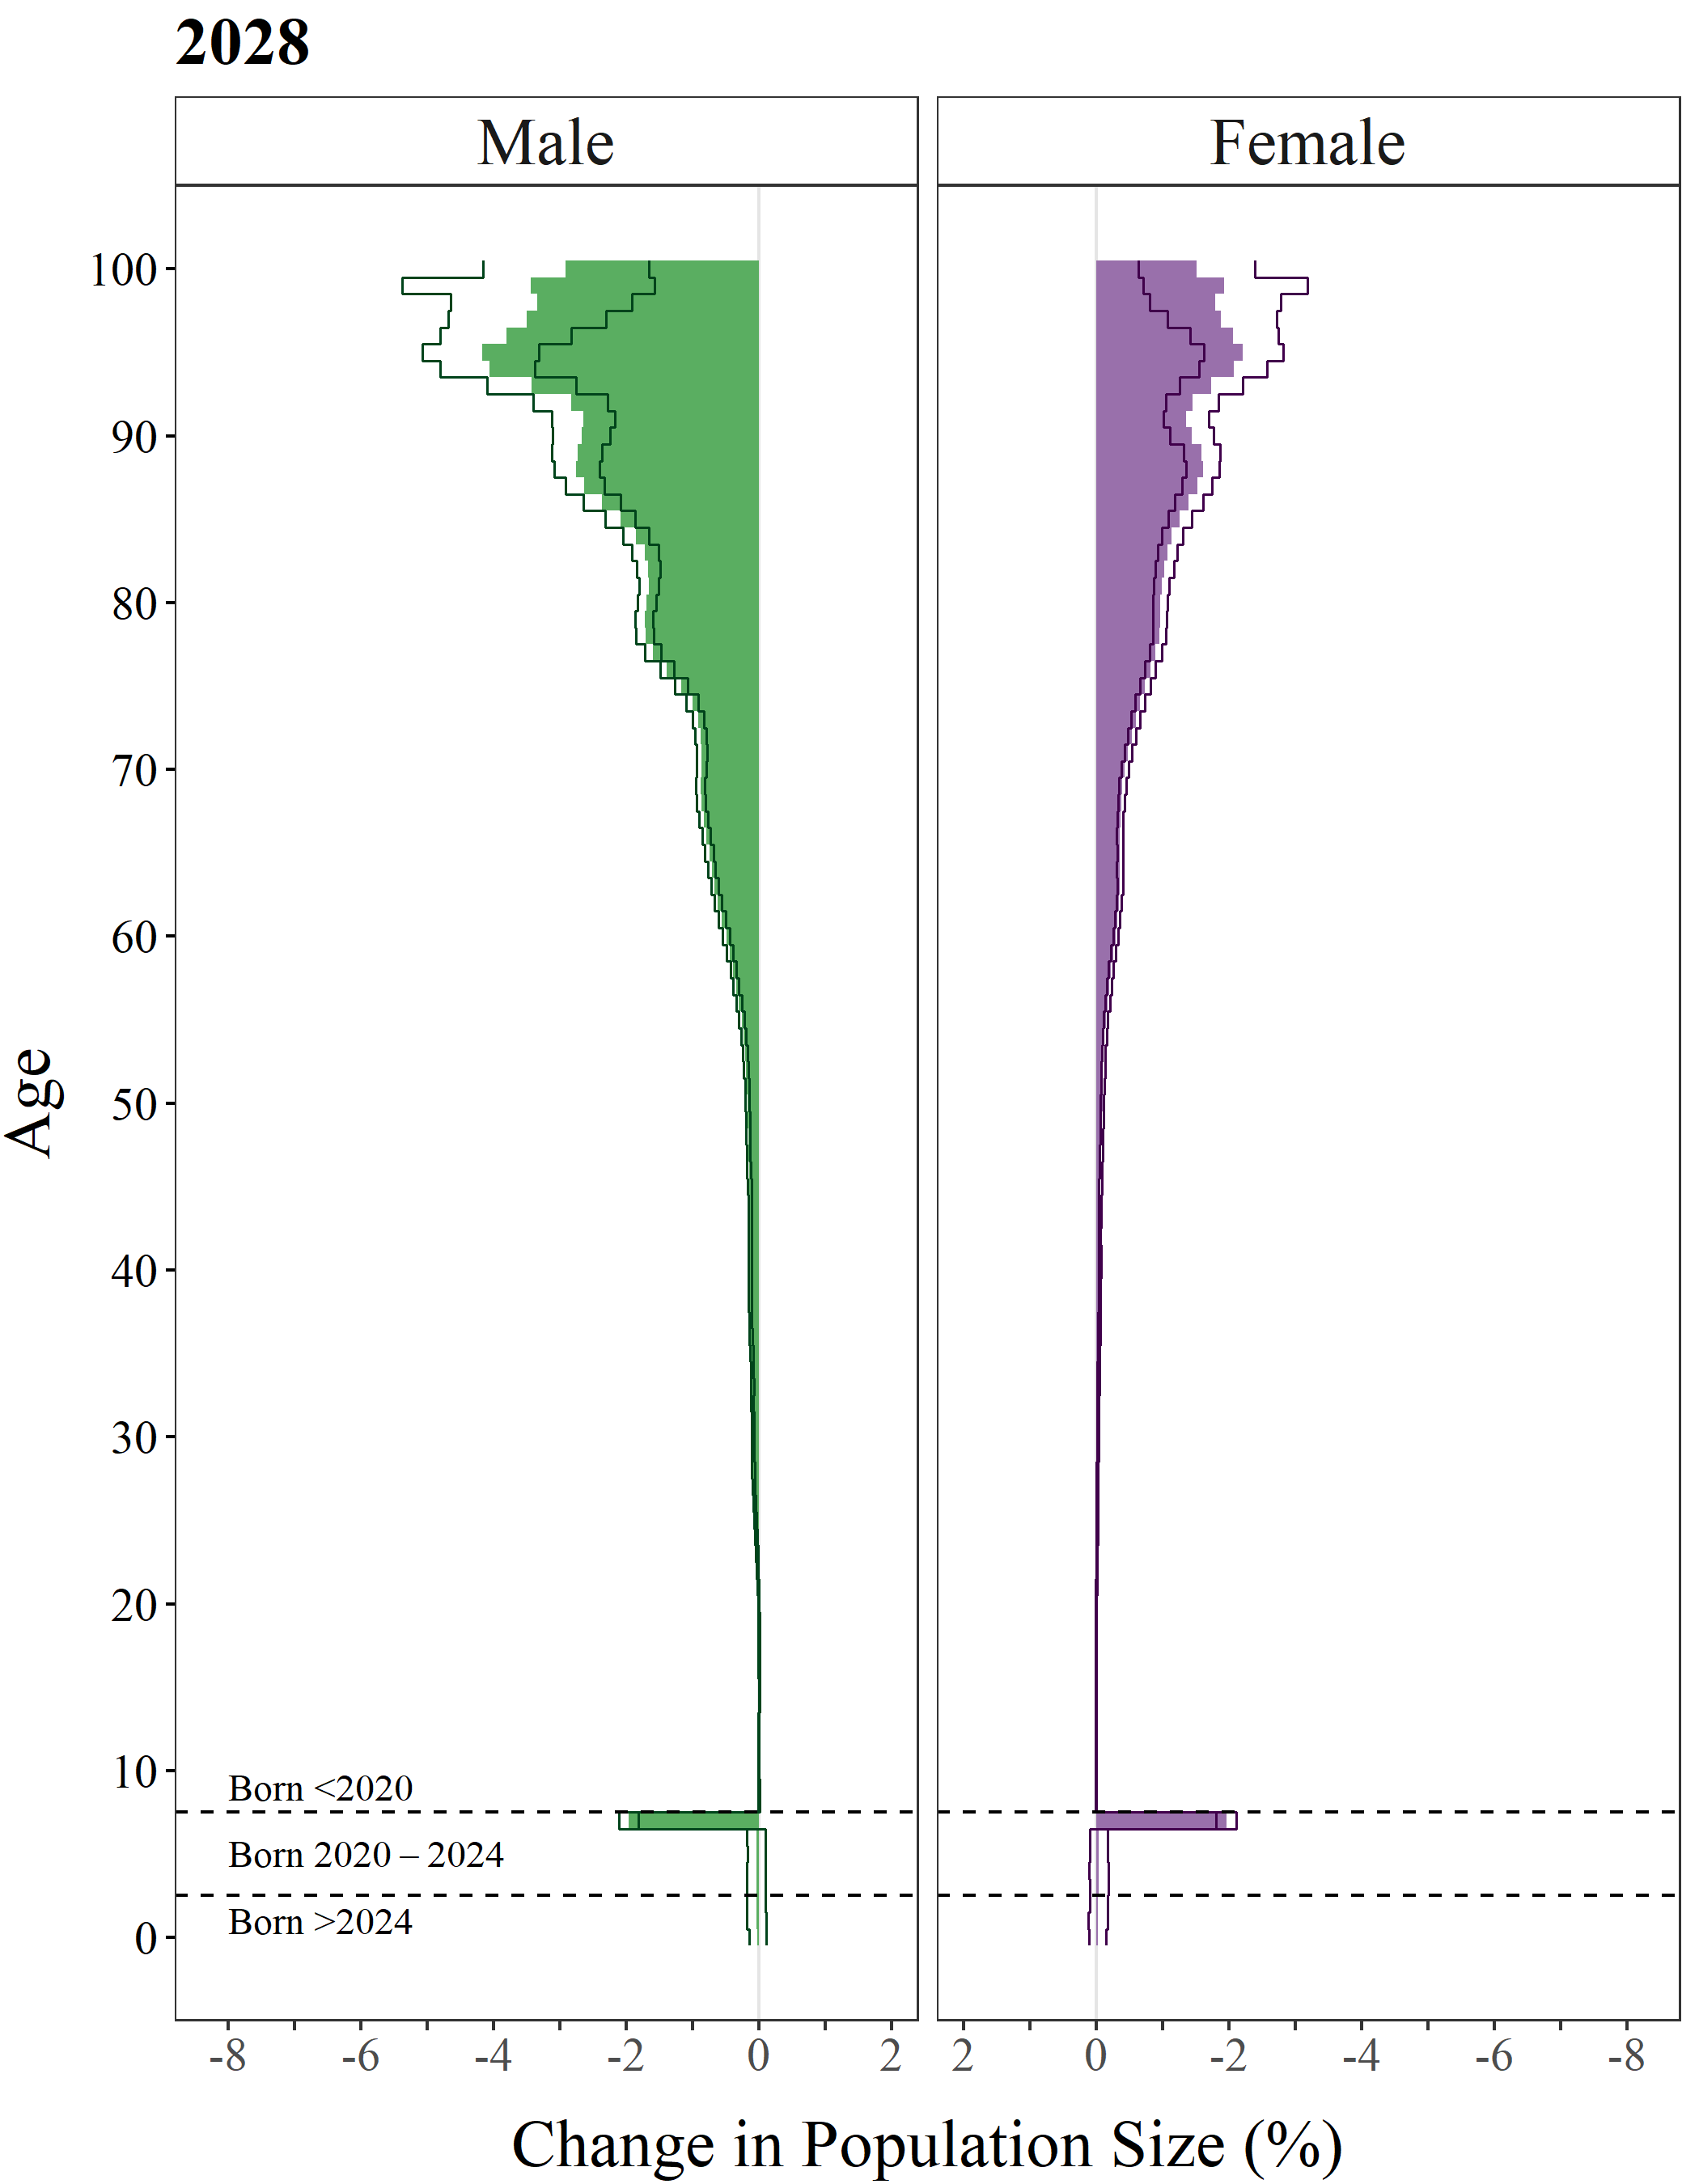 2028
Male
Female
100
90
80
70
60
50
40
30
20
10
0
Age
Born <2020
Born 2020 – 2024
Born >2024
-8 -6 -4 -2 0 2
2 0 -2 -4 -6 -8
Change in Population Size (%)